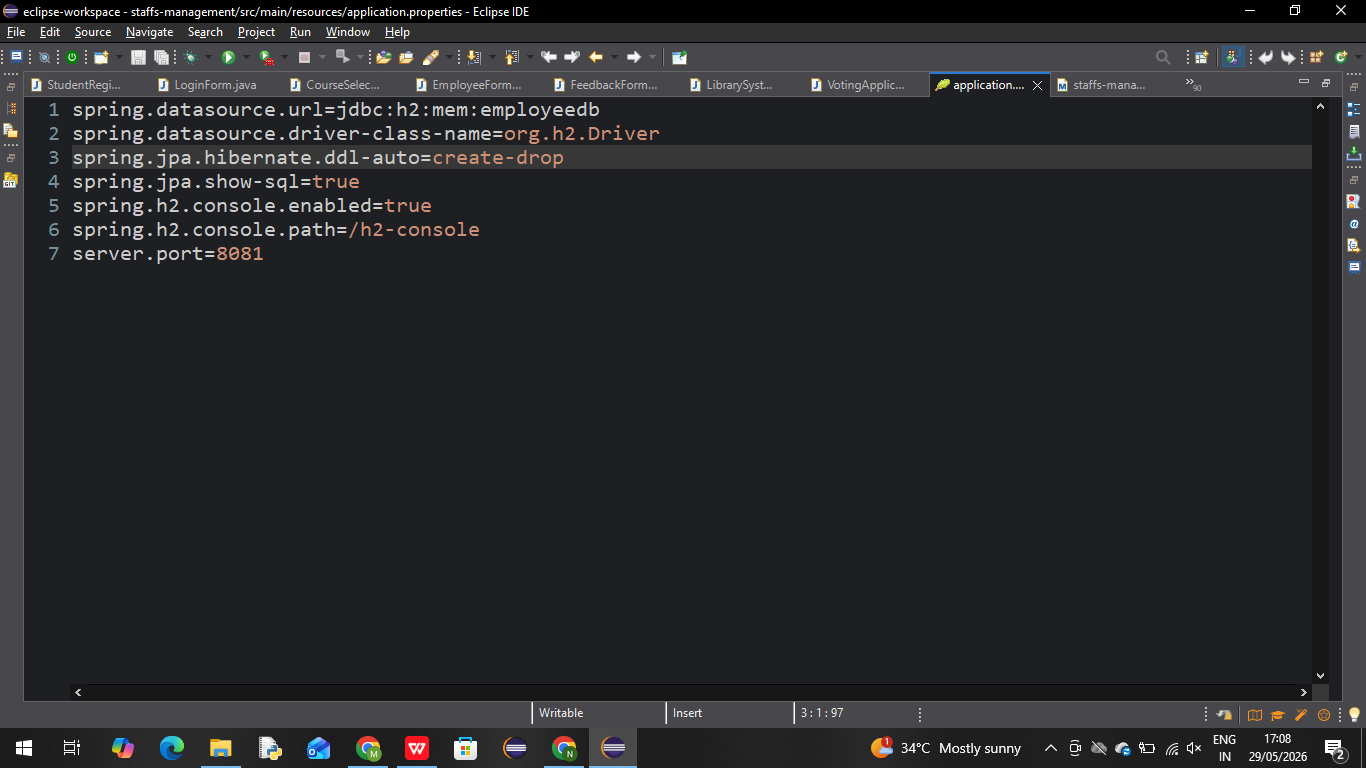 eclipse-workspace - staffs-management/src/main/resources/application.properties - Eclipse IDE
File Edit Source Navigate Search Project Run Window Help
StudentRegi... LoginForm.java CourseSelec... EmployeeForm... FeedbackForm... LibrarySyst... VotingApplic... application.... staffs-mana... 90
1 spring.datasource.url=jdbc:h2:mem:employeedb
2 spring.datasource.driver-class-name=org.h2.Driver
3 spring.jpa.hibernate.ddl-auto=create-drop
4 spring.jpa.show-sql=true
5 spring.h2.console.enabled=true
6 spring.h2.console.path=/h2-console
7 server.port=8081
Writable Insert 3 : 1 : 97
34°C Mostly sunny
ENG
IN
17:08
29/05/2026